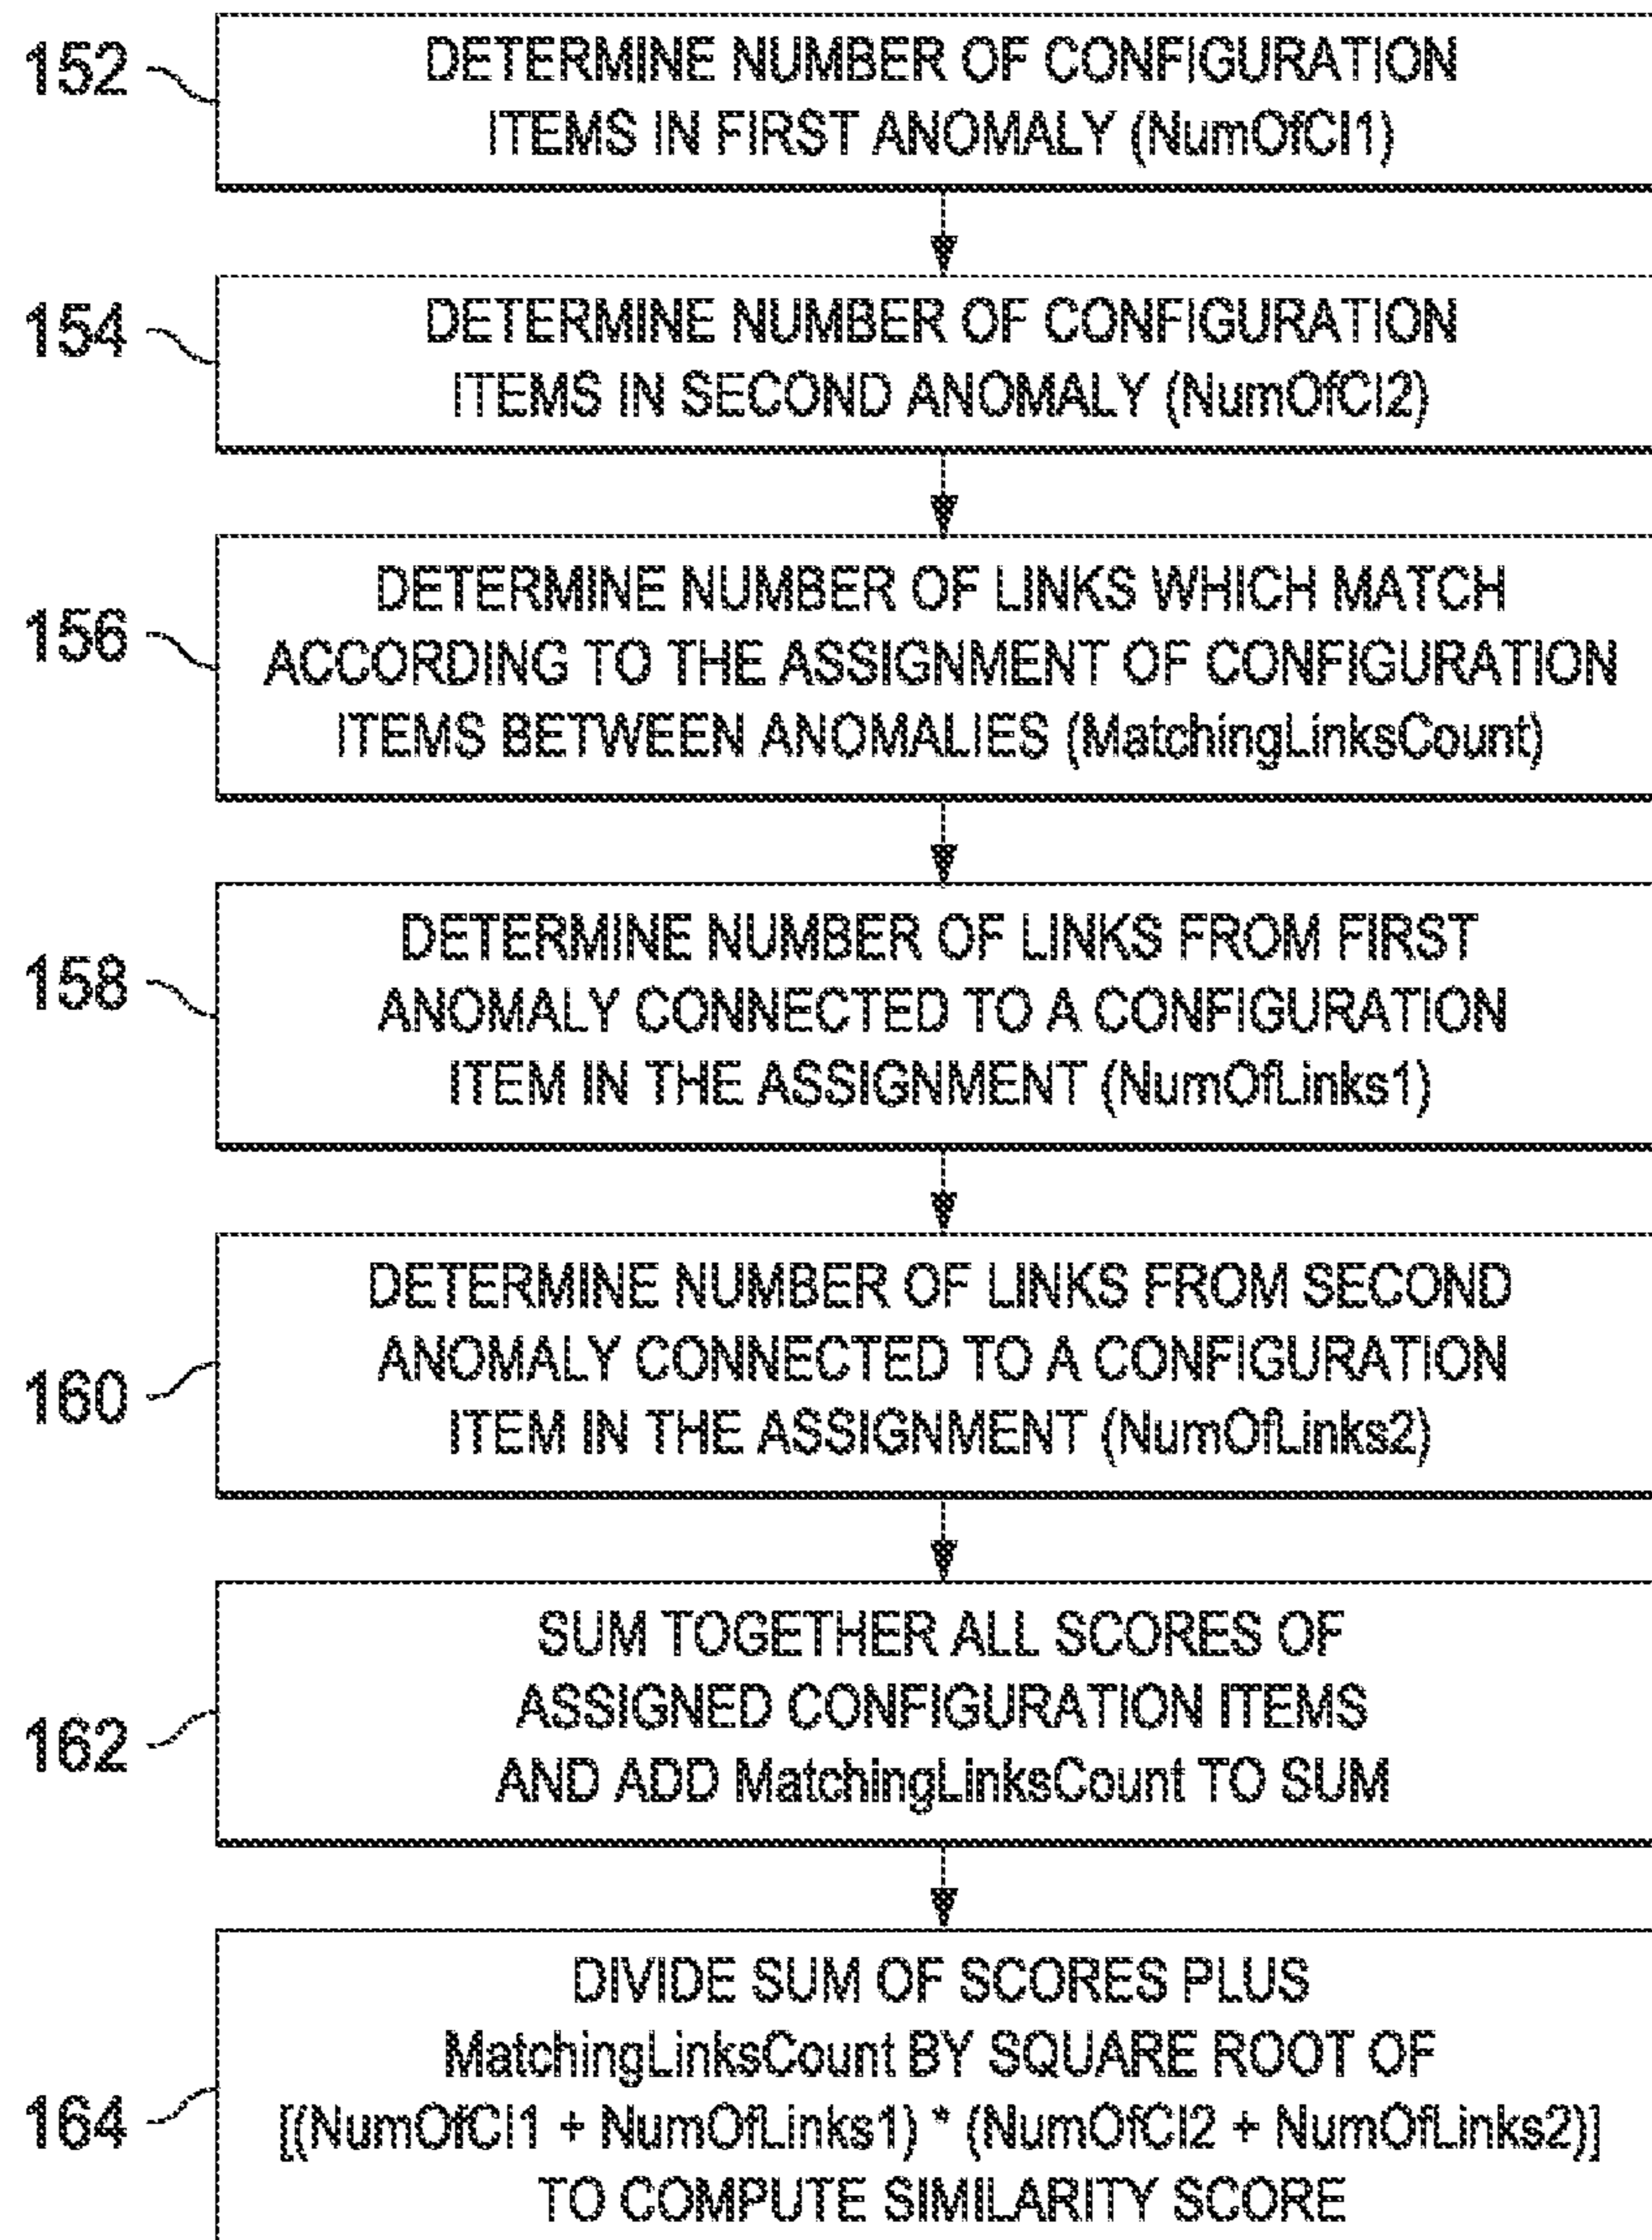 152
DETERMINE NUMBER OF CONFIGURATION
ITEMS IN FIRST ANOMALY (NumOfCI1)
154
DETERMINE NUMBER OF CONFIGURATION
ITEMS IN SECOND ANOMALY (NumOfCI2)
156
DETERMINE NUMBER OF LINKS WHICH MATCH
ACCORDING TO THE ASSIGNMENT OF CONFIGURATION
ITEMS BETWEEN ANOMALIES (MatchingLinksCount)
158
DETERMINE NUMBER OF LINKS FROM FIRST
ANOMALY CONNECTED TO A CONFIGURATION
ITEM IN THE ASSIGNMENT (NumOfLinks1)
160
DETERMINE NUMBER OF LINKS FROM SECOND
ANOMALY CONNECTED TO A CONFIGURATION
ITEM IN THE ASSIGNMENT (NumOfLinks2)
162
SUM TOGETHER ALL SCORES OF
ASSIGNED CONFIGURATION ITEMS
AND ADD MatchingLinksCount TO SUM
164
DIVIDE SUM OF SCORES PLUS
MatchingLinksCount BY SQUARE ROOT OF
[(NumOfCI1 + NumOfLinks1) * (NumOfCI2 + NumOfLinks2)]
TO COMPUTE SIMILARITY SCORE